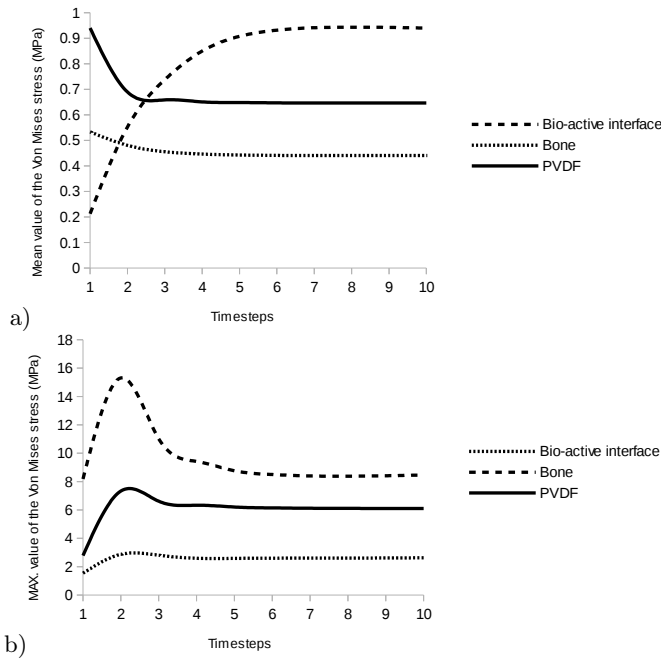 Mean value of the Von Mises stress (MPa)
1
0.9
0.8
0.7
0.6
0.5
0.4
0.3
0.2
0.1
0
1 2 3 4 5 6 7 8 9 10
Timesteps
Bio-active interface
Bone
PVDF
a)
MAX. value of the Von Mises stress (MPa)
18
16
14
12
10
8
6
4
2
0
1 2 3 4 5 6 7 8 9 10
Timesteps
Bio-active interface
Bone
PVDF
b)